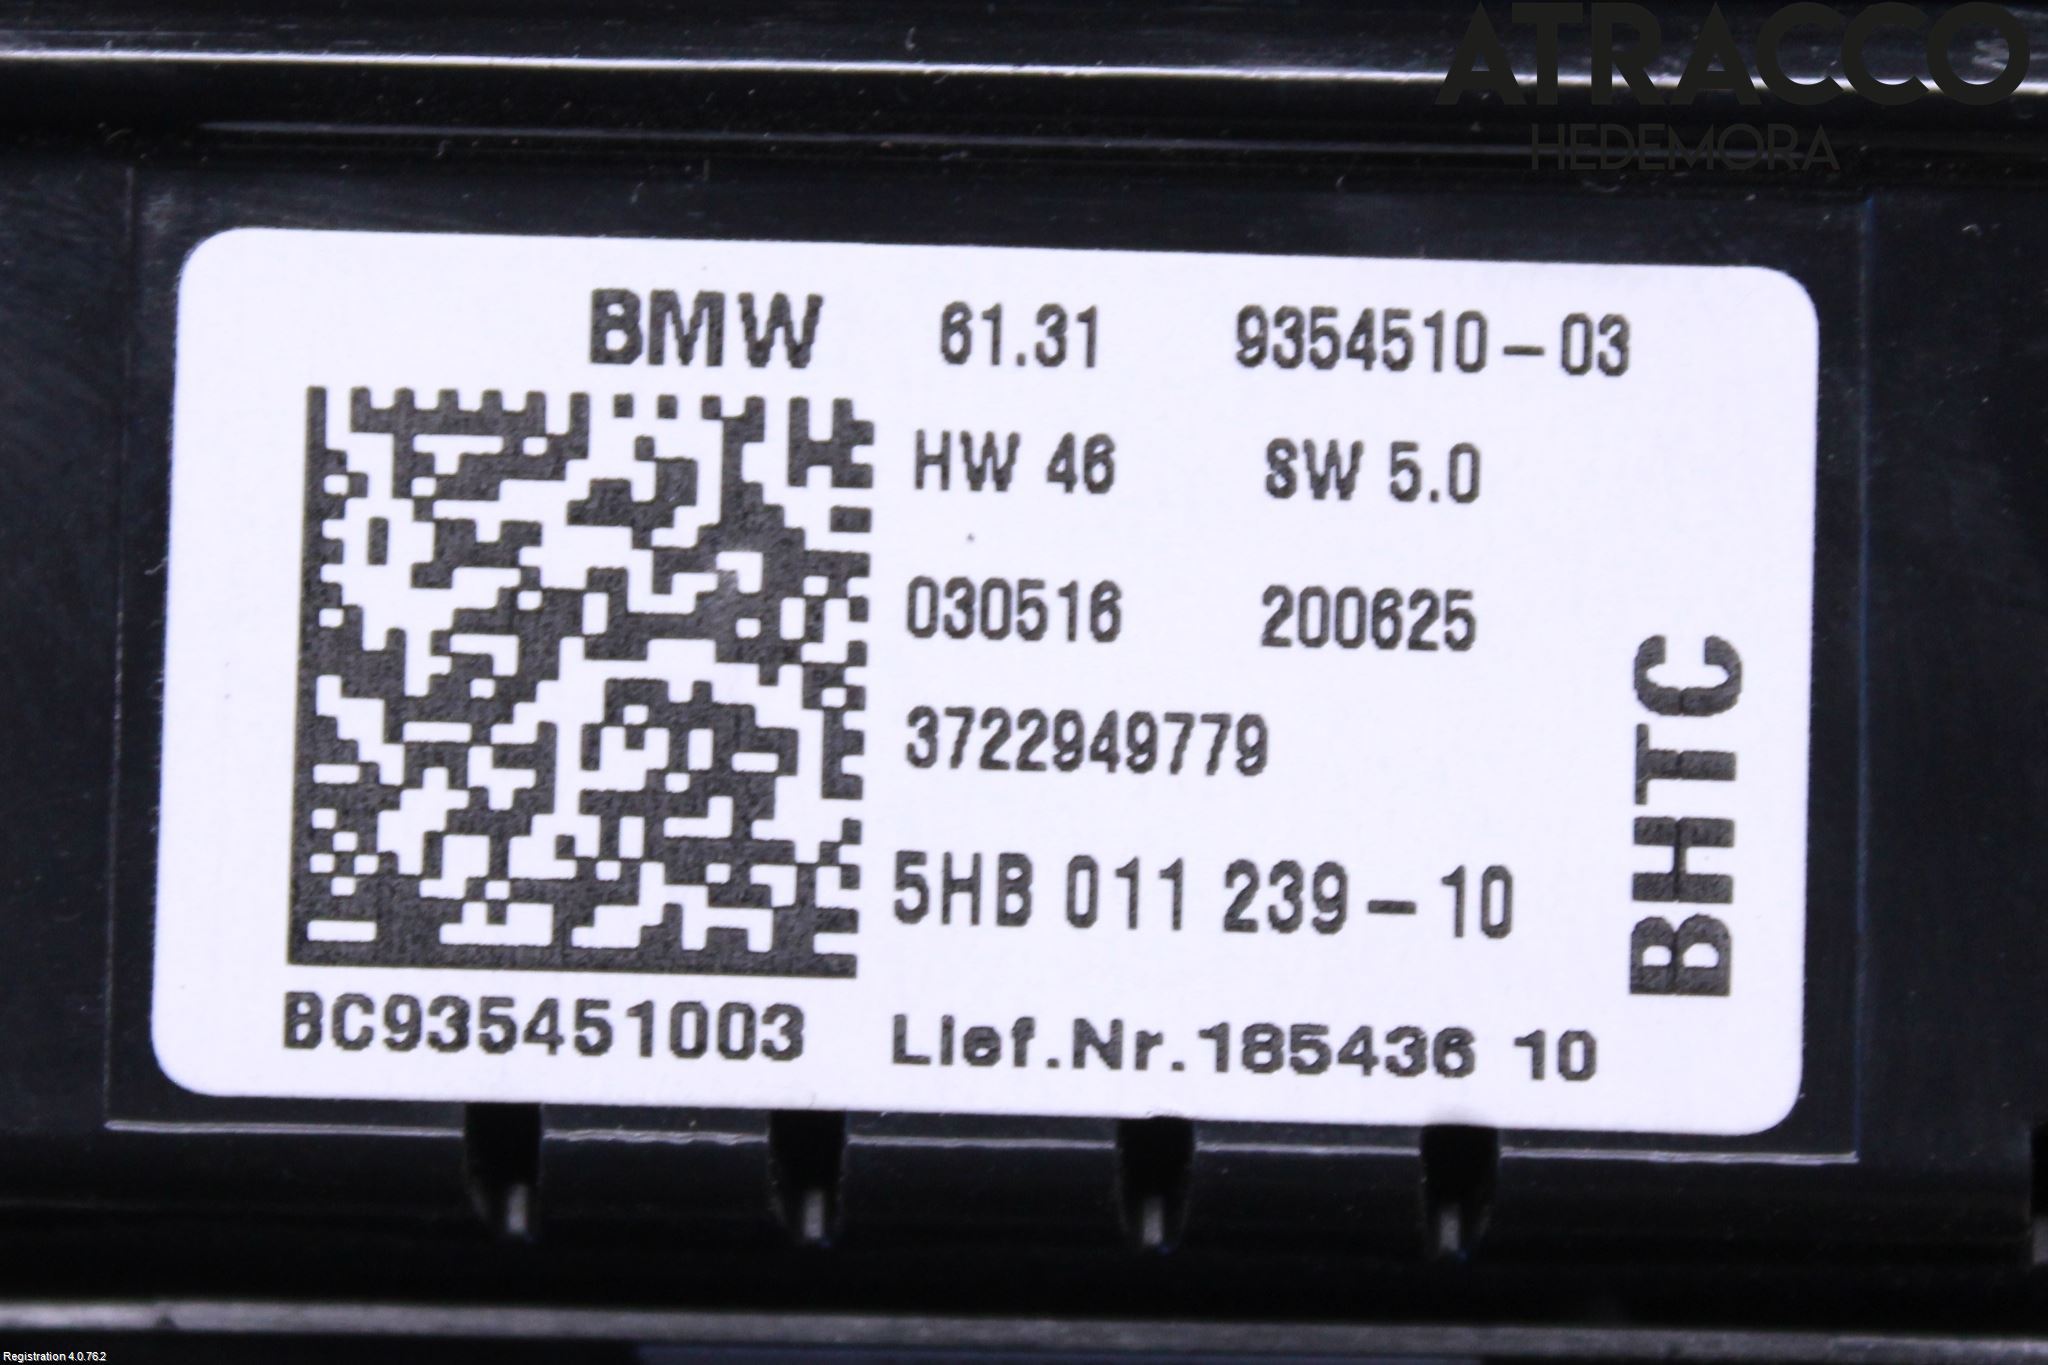 ATRACCO
HEDEMORA
BMW 61.31 9354510-03
HW 46 SW 5.0
030516 200625
3722949779
5HB 011 239-10
BC935451003 Lief.Nr.185436 10
BHTC
Registration 4.0.76.2